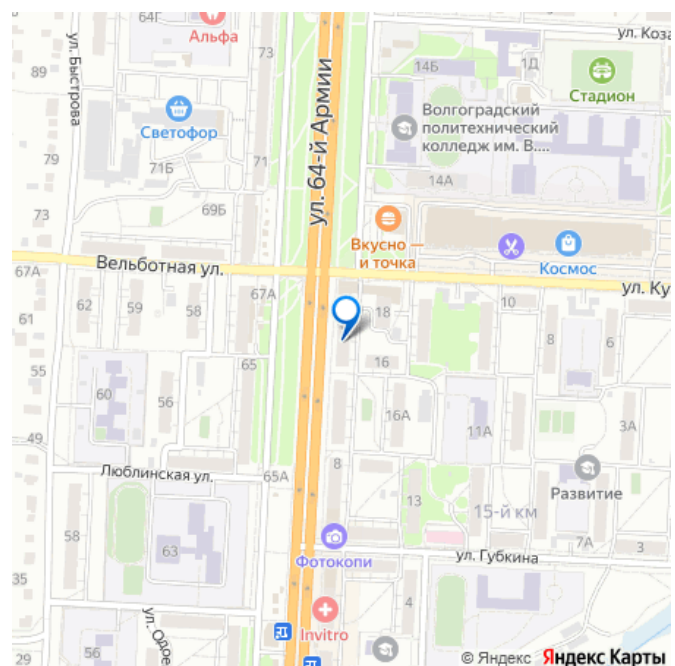 64Г
Альфа
73
ул. Коза
89
ул. Быстрова
14Б
1Д
Стадион
Светофор
ул. 64-й Армии
Волгоградский
политехнический
колледж им. В....
79
71
71Б
14А
69Б
73
Вкусно —
и точка
Космос
67А
Вельботная ул.
ул. Ку
67А
62
59
58
10
61
18
8
6
55
65
16
60
56
16А
11А
3А
49
8
Люблинская ул.
65А
13
Развитие
15-й км
58
63
7А
3
Фотокопи
ул. Губкина
35
4
ул. Одое
Invitro
29
56
© Яндекс Яндекс Карты